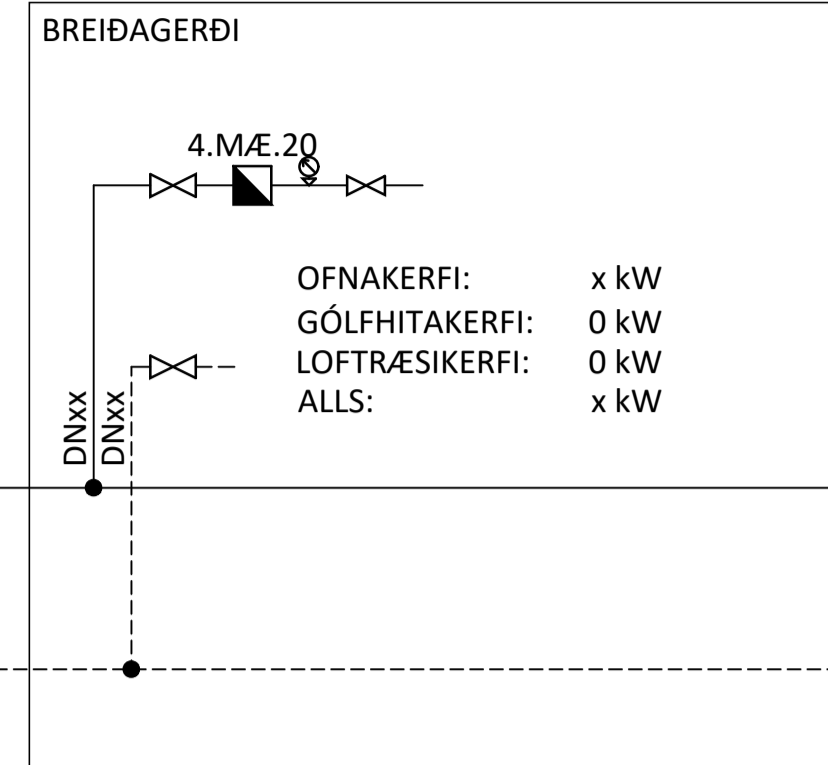 BREIÐAGERÐI
4.MÆ.20
OFNAKERFI: x kW
GÓLFHITAKERFI: 0 kW
LOFTRÆSIKERFI: 0 kW
ALLS: x kW
DNxx
DNxx